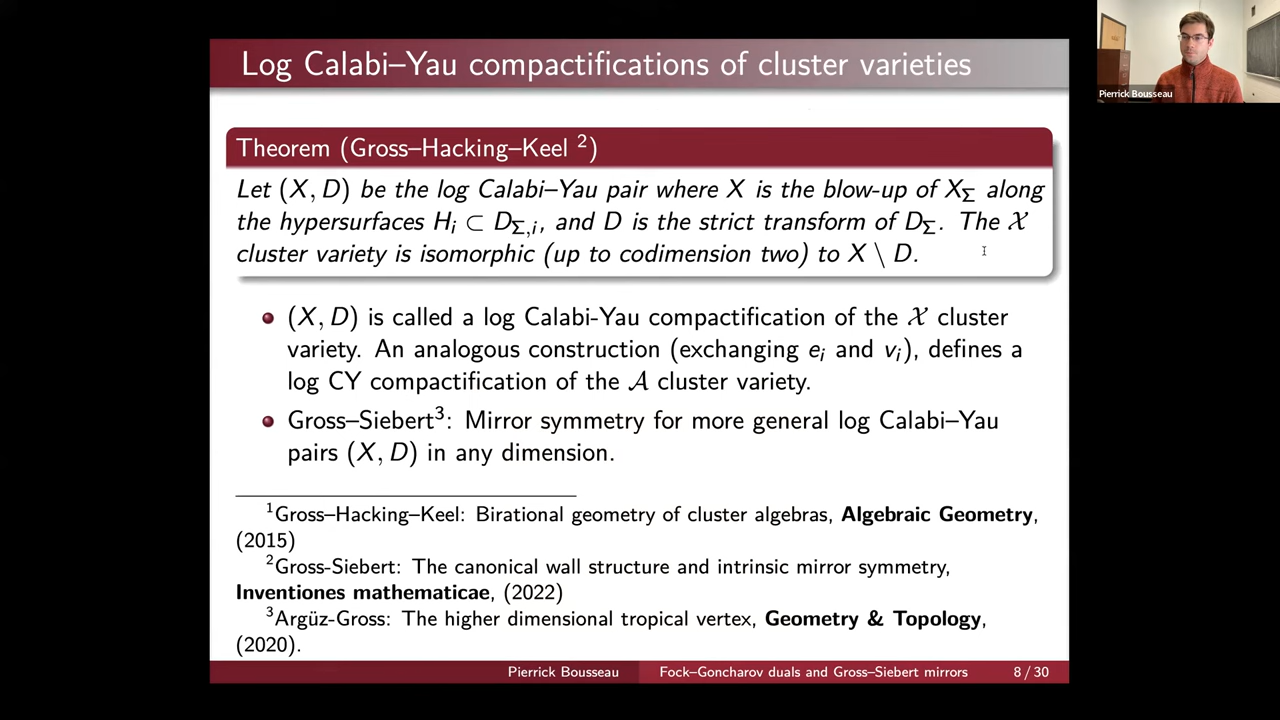 Log Calabi–Yau compactifications of cluster varieties
Pierrick Bousseau
Theorem (Gross–Hacking–Keel ²)
Let (X, D) be the log Calabi–Yau pair where X is the blow-up of X_Σ along
the hypersurfaces H_i ⊂ D_{Σ,i}, and D is the strict transform of D_Σ. The 𝒳
cluster variety is isomorphic (up to codimension two) to X \ D.
(X, D) is called a log Calabi-Yau compactification of the 𝒳 cluster
variety. An analogous construction (exchanging e_i and v_i), defines a
log CY compactification of the 𝒜 cluster variety.
Gross–Siebert³: Mirror symmetry for more general log Calabi–Yau
pairs (X, D) in any dimension.
¹Gross–Hacking–Keel: Birational geometry of cluster algebras, Algebraic Geometry,
(2015)
²Gross-Siebert: The canonical wall structure and intrinsic mirror symmetry,
Inventiones mathematicae, (2022)
³Argüz-Gross: The higher dimensional tropical vertex, Geometry & Topology,
(2020).
Pierrick Bousseau Fock–Goncharov duals and Gross–Siebert mirrors 8 / 30